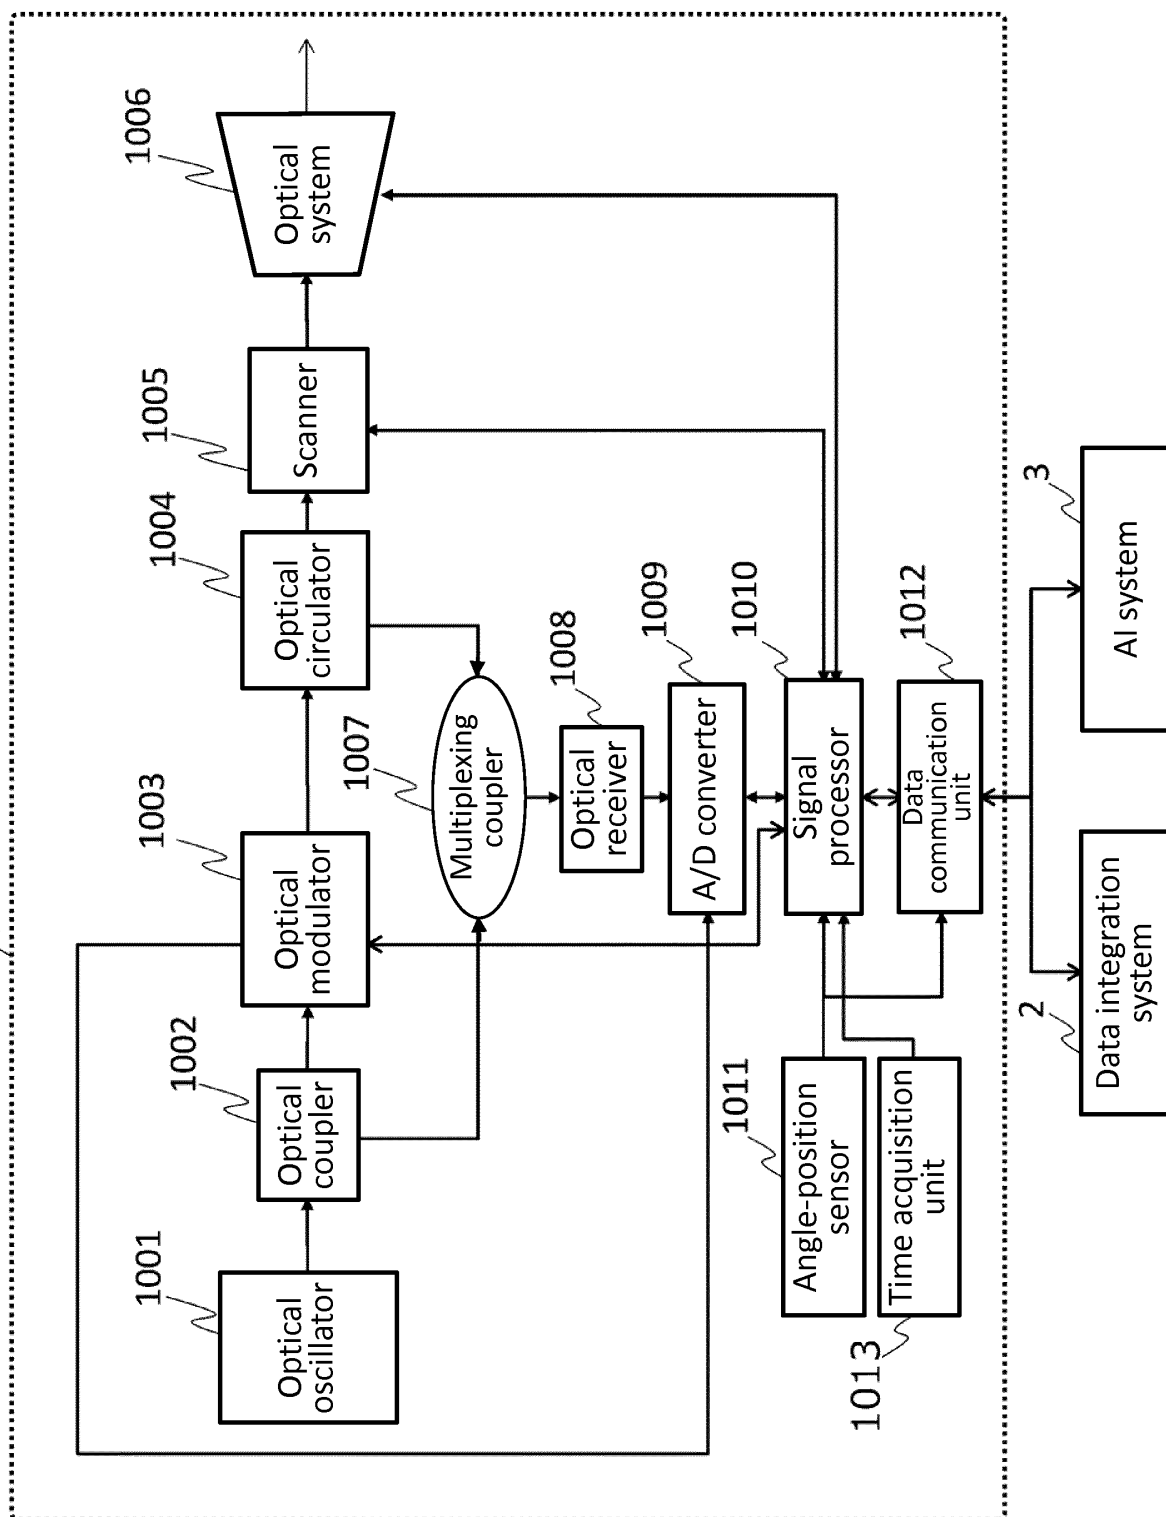 1001
Optical
oscillator
1002
Optical
coupler
1003
Optical
modulator
1004
Optical
circulator
1005
Scanner
1006
Optical
system
1007
Multiplexing
coupler
1008
Optical
receiver
1009
A/D converter
1010
Signal
processor
1011
Angle-position
sensor
1013
Time acquisition
unit
1012
Data
communication
unit
2
Data integration
system
3
AI system